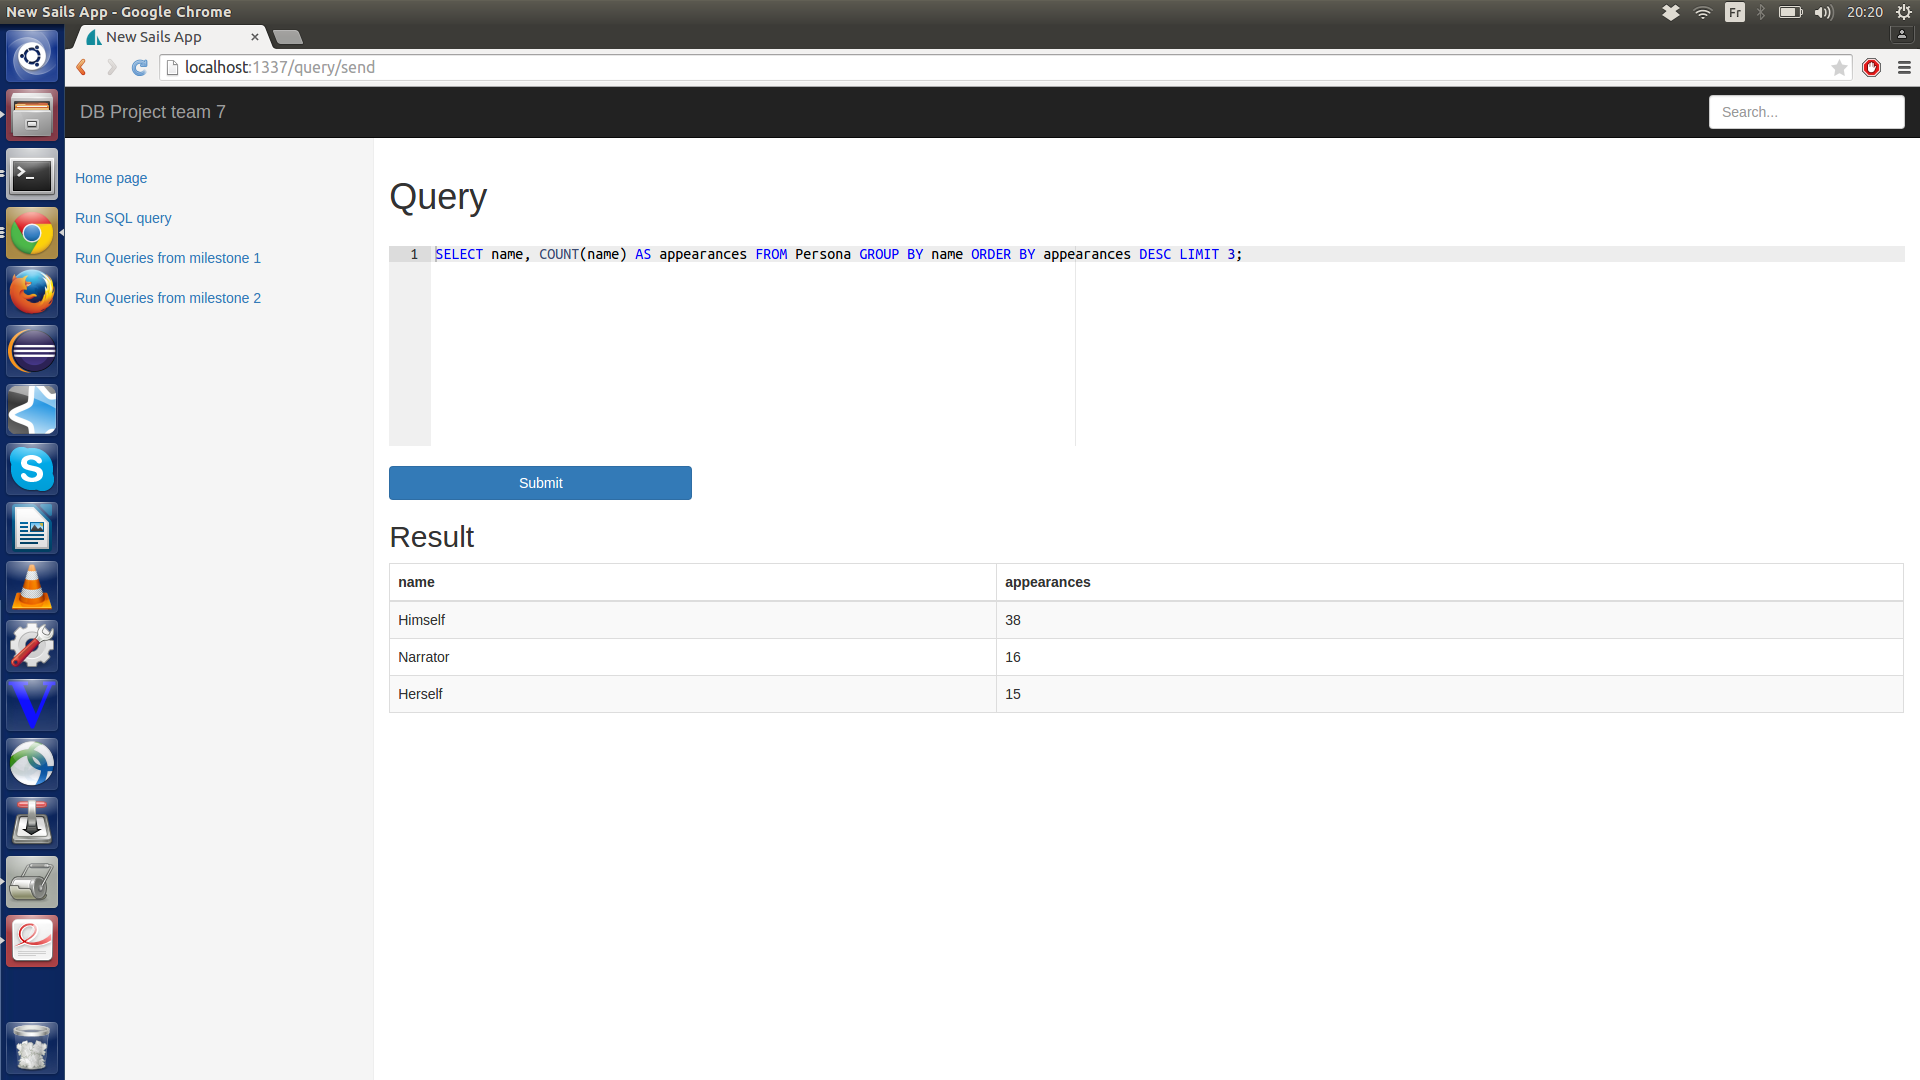 New Sails App - Google Chrome
Fr
20:20
New Sails App
localhost:1337/query/send
DB Project team 7
Search...
Home page
Run SQL query
Run Queries from milestone 1
Run Queries from milestone 2
Query
1 SELECT name, COUNT(name) AS appearances FROM Persona GROUP BY name ORDER BY appearances DESC LIMIT 3;
Submit
Result
name appearances
Himself 38
Narrator 16
Herself 15